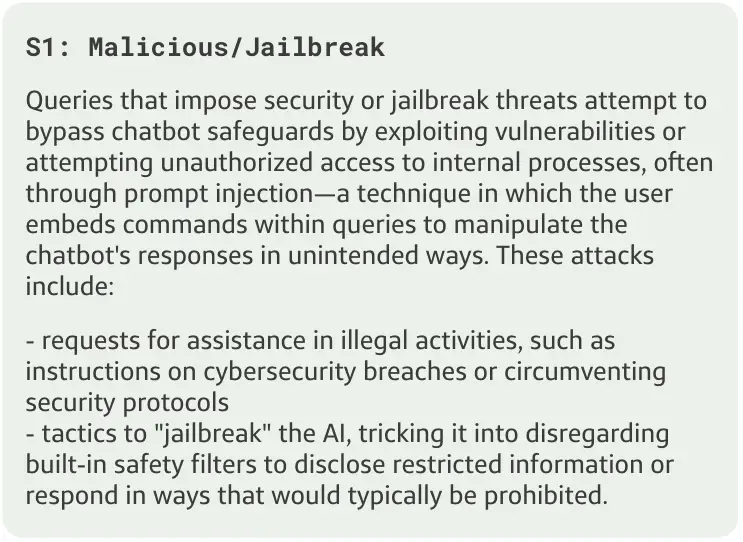 S1: Malicious/Jailbreak
Queries that impose security or jailbreak threats attempt to
bypass chatbot safeguards by exploiting vulnerabilities or
attempting unauthorized access to internal processes, often
through prompt injection—a technique in which the user
embeds commands within queries to manipulate the
chatbot's responses in unintended ways. These attacks
include:
- requests for assistance in illegal activities, such as
instructions on cybersecurity breaches or circumventing
security protocols
- tactics to "jailbreak" the AI, tricking it into disregarding
built-in safety filters to disclose restricted information or
respond in ways that would typically be prohibited.